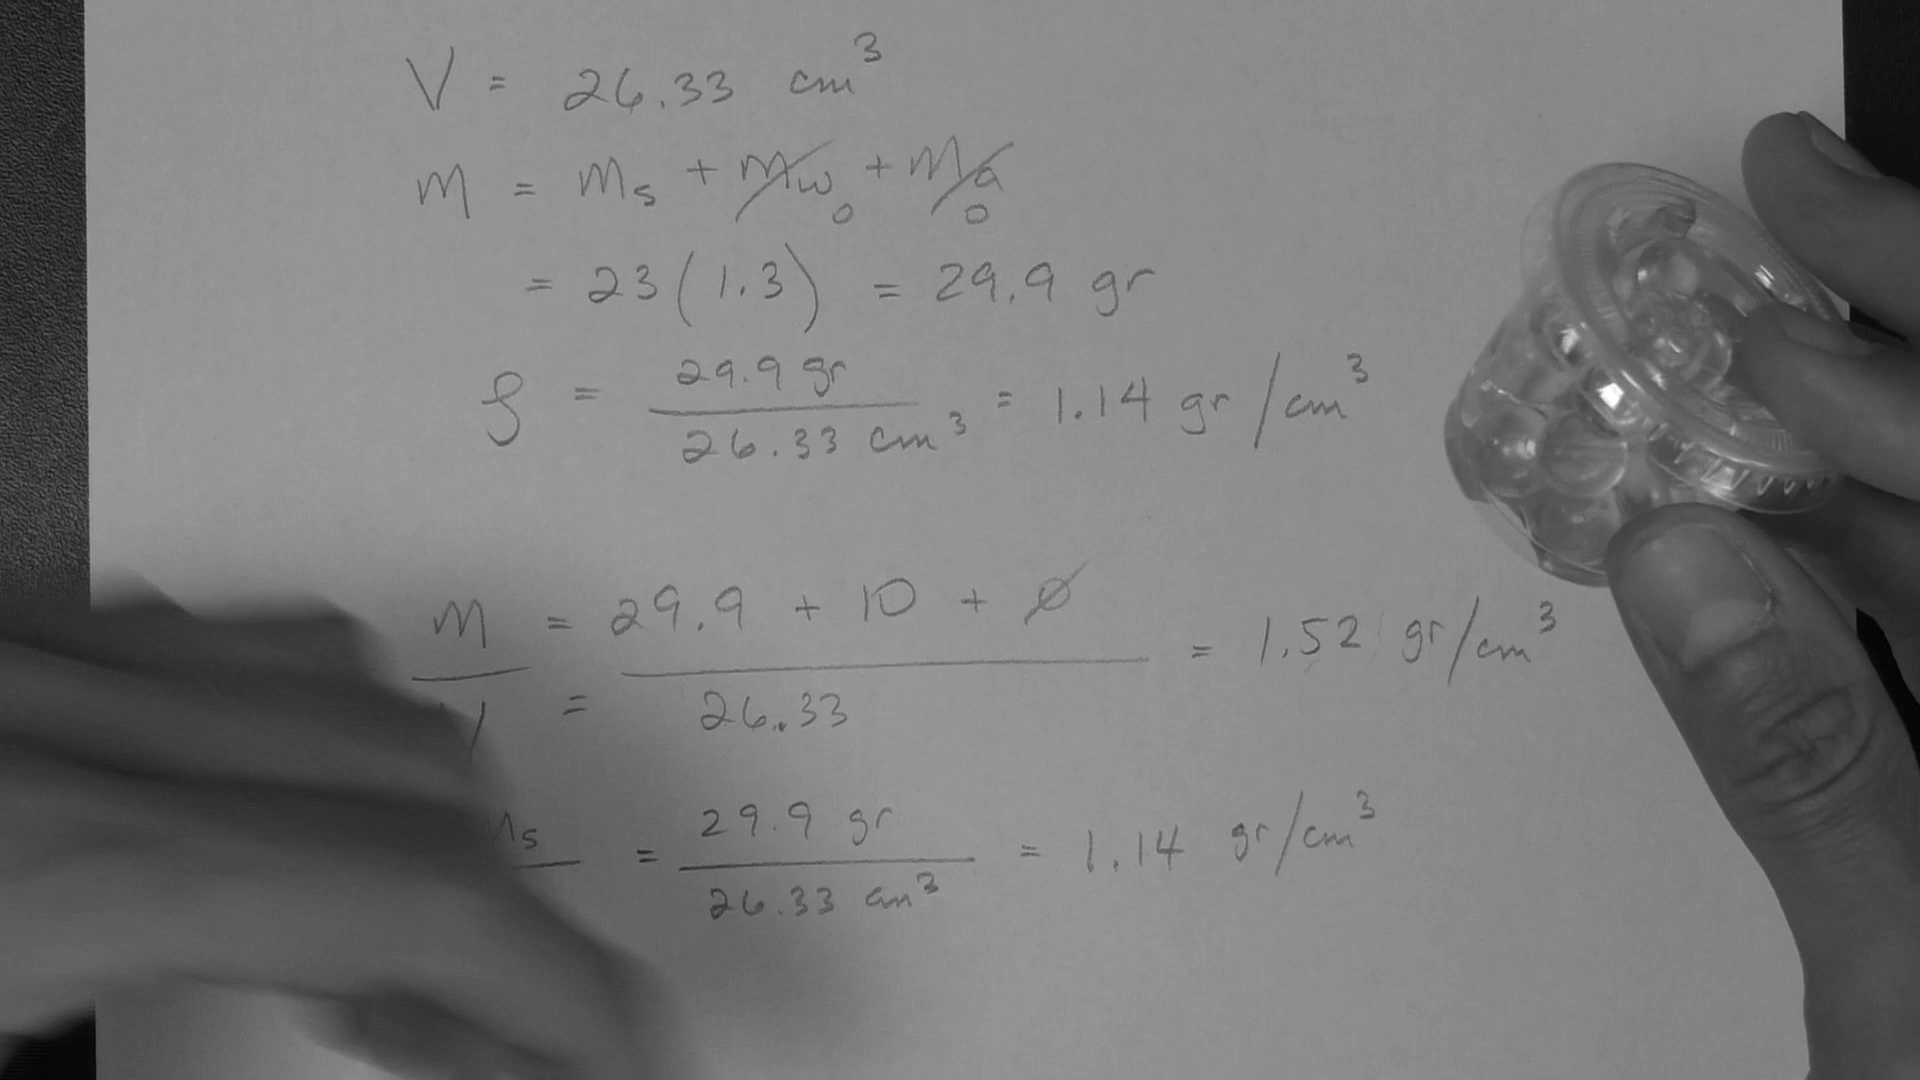 V = 26.33 cm³
m = ms + mw 0 + ma 0
= 23 (1.3) = 29.9 gr
ρ = 29.9 gr / 26.33 cm³ = 1.14 gr/cm³
m = 29.9 + 10 + 0 = 1.52 gr/cm³
V = 26.33
ms = 29.9 gr / 26.33 cm³ = 1.14 gr/cm³